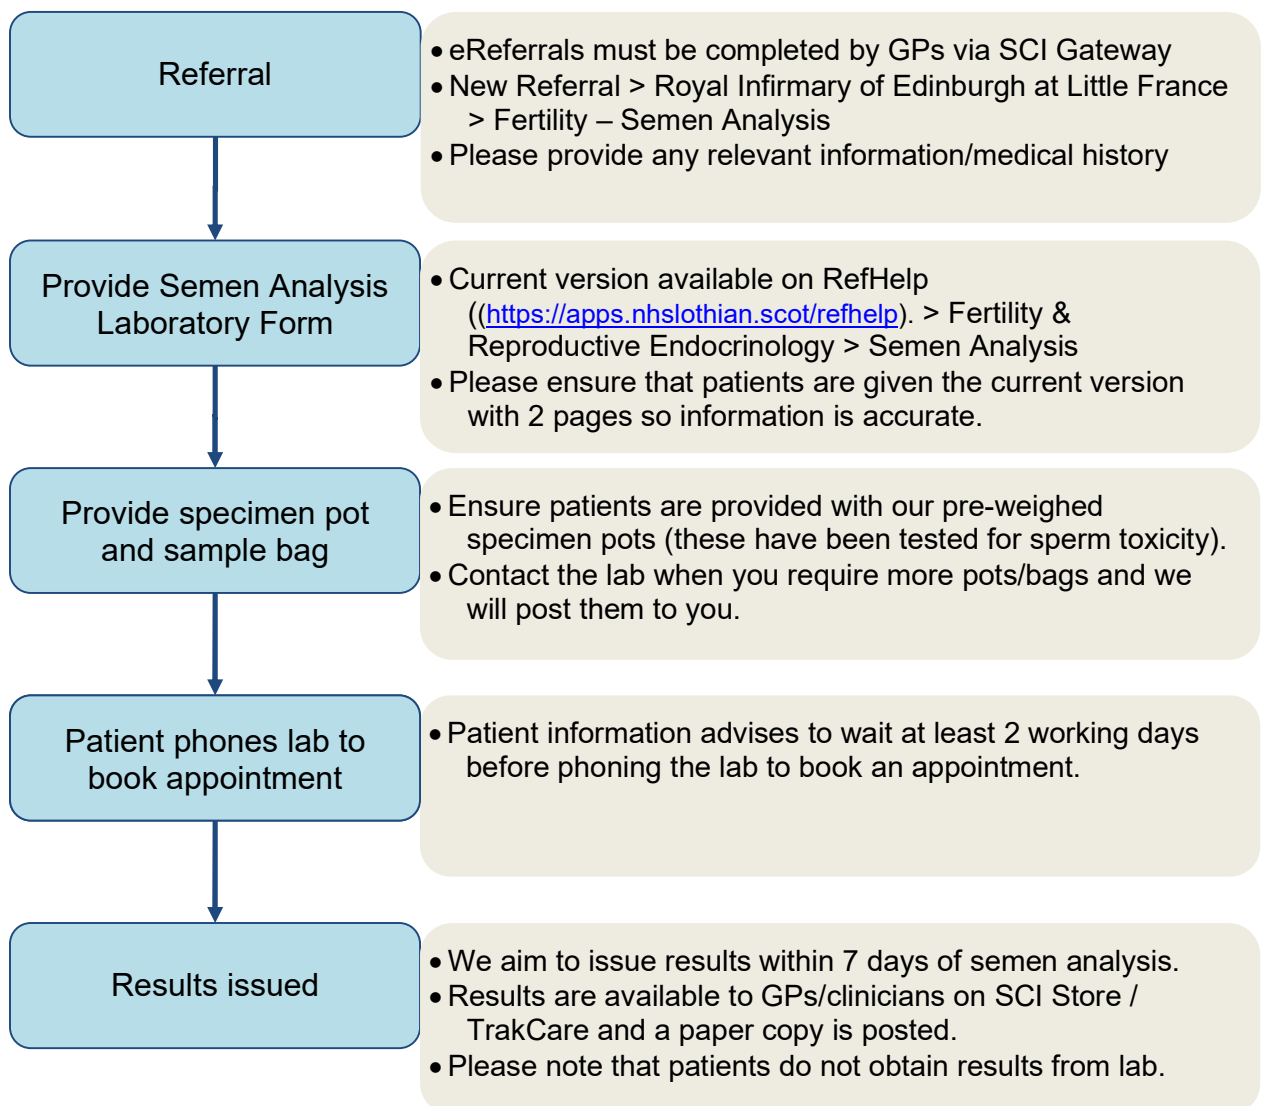 Referral
• eReferrals must be completed by GPs via SCI Gateway
• New Referral > Royal Infirmary of Edinburgh at Little France
> Fertility – Semen Analysis
• Please provide any relevant information/medical history
Provide Semen Analysis
Laboratory Form
• Current version available on RefHelp
((https://apps.nhslothian.scot/refhelp). > Fertility &
Reproductive Endocrinology > Semen Analysis
• Please ensure that patients are given the current version
with 2 pages so information is accurate.
Provide specimen pot
and sample bag
• Ensure patients are provided with our pre-weighed
specimen pots (these have been tested for sperm toxicity).
• Contact the lab when you require more pots/bags and we
will post them to you.
Patient phones lab to
book appointment
• Patient information advises to wait at least 2 working days
before phoning the lab to book an appointment.
Results issued
• We aim to issue results within 7 days of semen analysis.
• Results are available to GPs/clinicians on SCI Store /
TrakCare and a paper copy is posted.
• Please note that patients do not obtain results from lab.